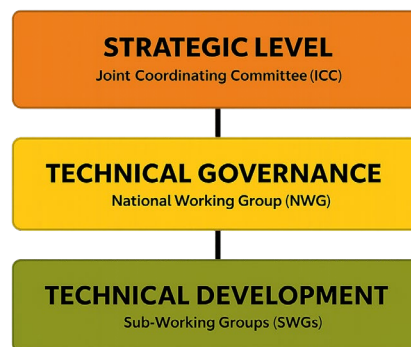 STRATEGIC LEVEL
Joint Coordinating Committee (ICC)
TECHNICAL GOVERNANCE
National Working Group (NWG)
TECHNICAL DEVELOPMENT
Sub-Working Groups (SWGs)